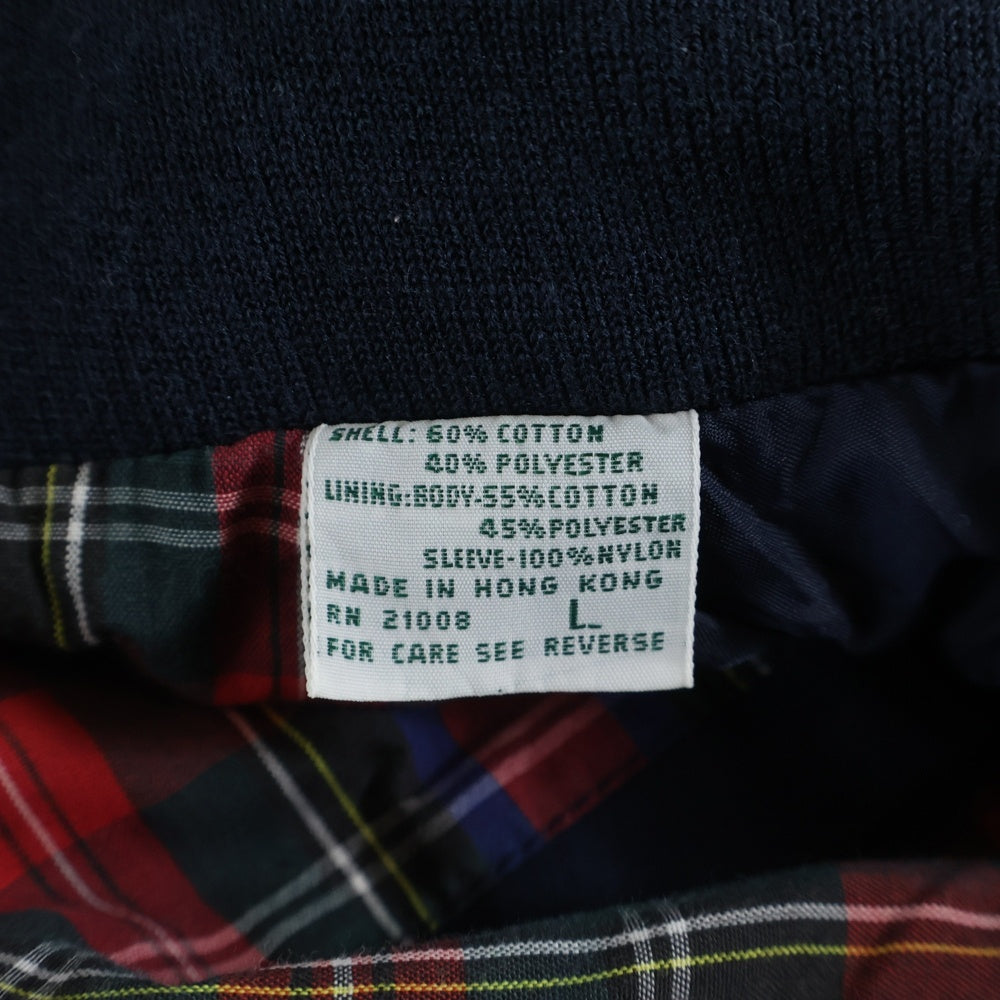 SHELL: 60% COTTON
40% POLYESTER
LINING:BODY-55%COTTON
45%POLYESTER
SLEEVE-100%NYLON
MADE IN HONG KONG
RN 21008 L
FOR CARE SEE REVERSE